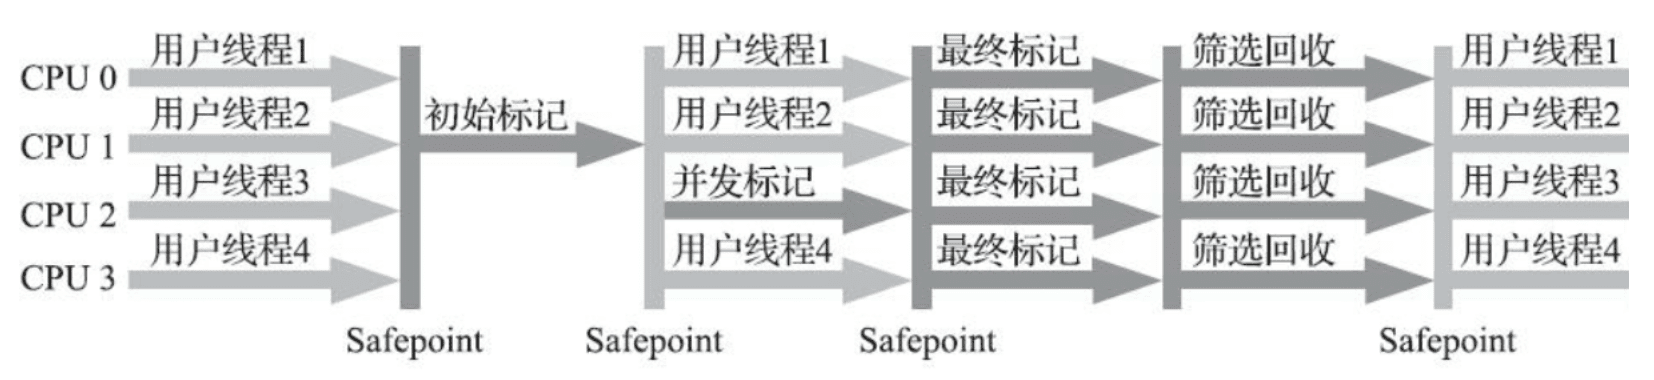 用户线程1 用户线程1 最终标记 筛选回收 用户线程1
CPU 0
用户线程2 初始标记 用户线程2 最终标记 筛选回收 用户线程2
CPU 1
用户线程3 并发标记 最终标记 筛选回收 用户线程3
CPU 2
用户线程4 用户线程4 最终标记 筛选回收 用户线程4
CPU 3
Safepoint Safepoint Safepoint Safepoint